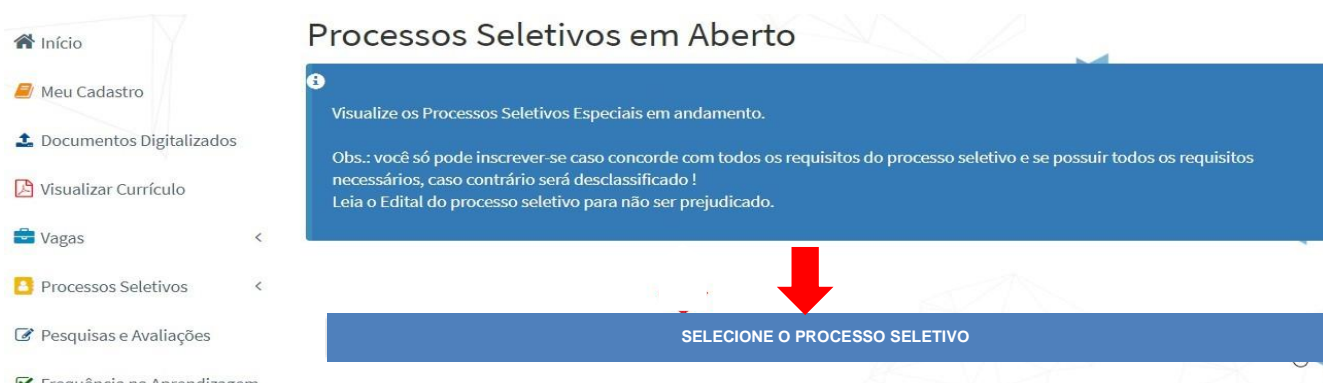 Início
Meu Cadastro
Documentos Digitalizados
Visualizar Currículo
Vagas
Processos Seletivos
Pesquisas e Avaliações
Frequência na Aprendizagem
Processos Seletivos em Aberto
Visualize os Processos Seletivos Especiais em andamento.
Obs.: você só pode inscrever-se caso concorde com todos os requisitos do processo seletivo e se possuir todos os requisitos
necessários, caso contrário será desclassificado !
Leia o Edital do processo seletivo para não ser prejudicado.
SELECIONE O PROCESSO SELETIVO